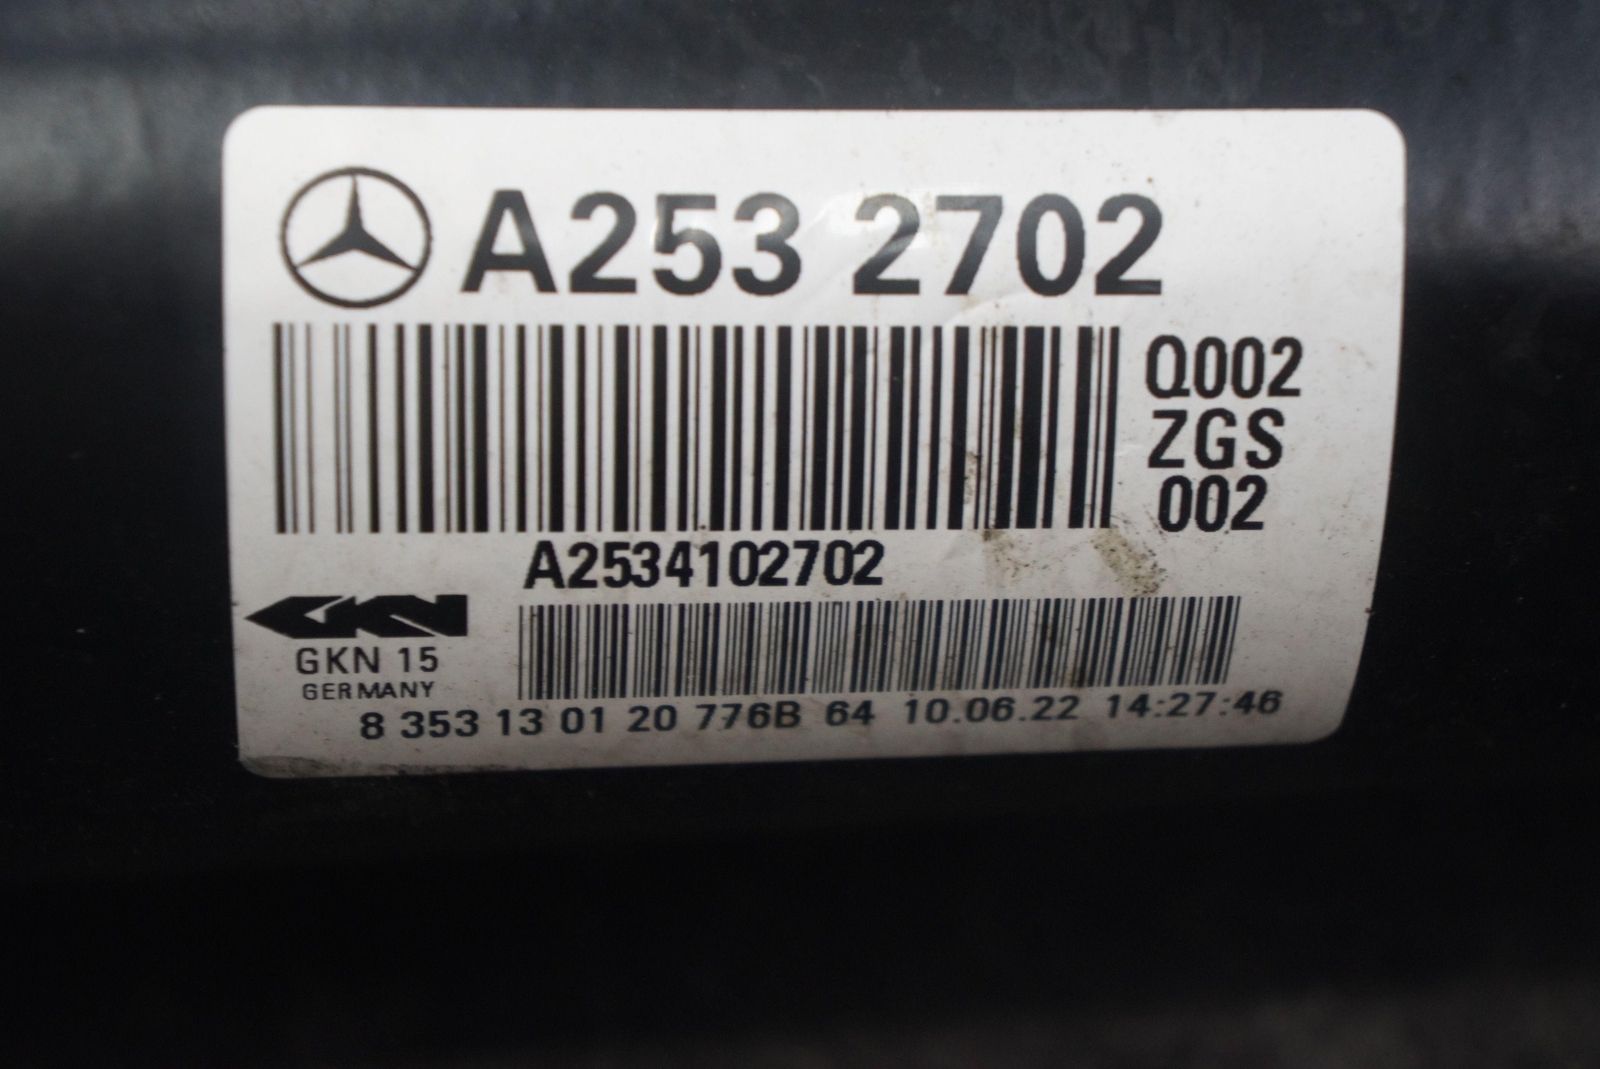 A253 2702
Q002
ZGS
002
A2534102702
GKN
GKN 15
GERMANY
8 353 13 01 20 776B 64 10.06.22 14:27:46